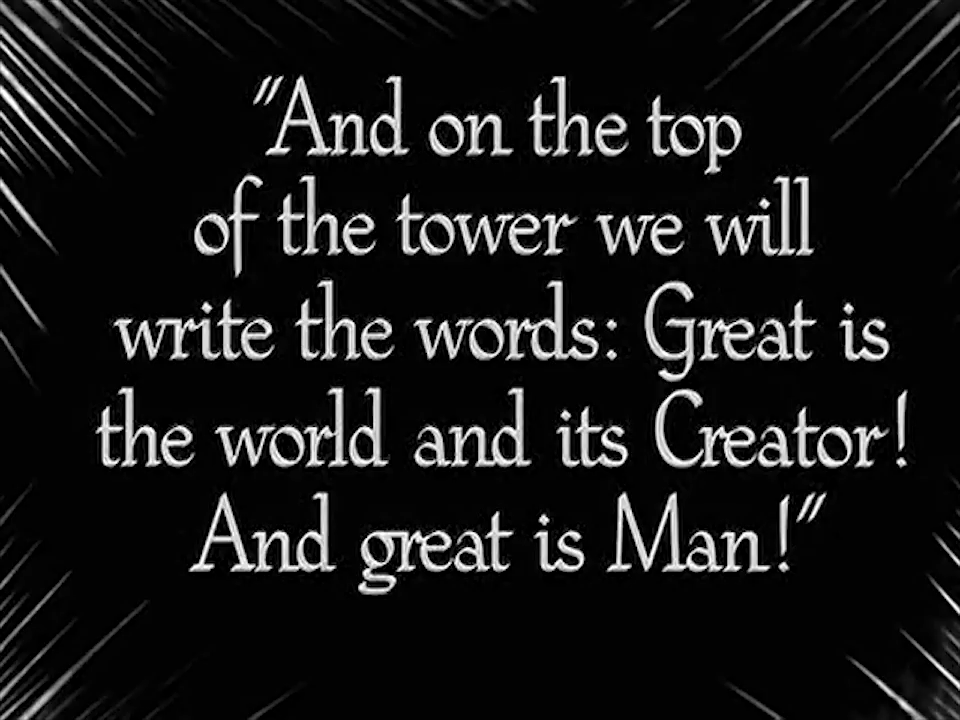 "And on the top
of the tower we will
write the words: Great is
the world and its Creator!
And great is Man!"